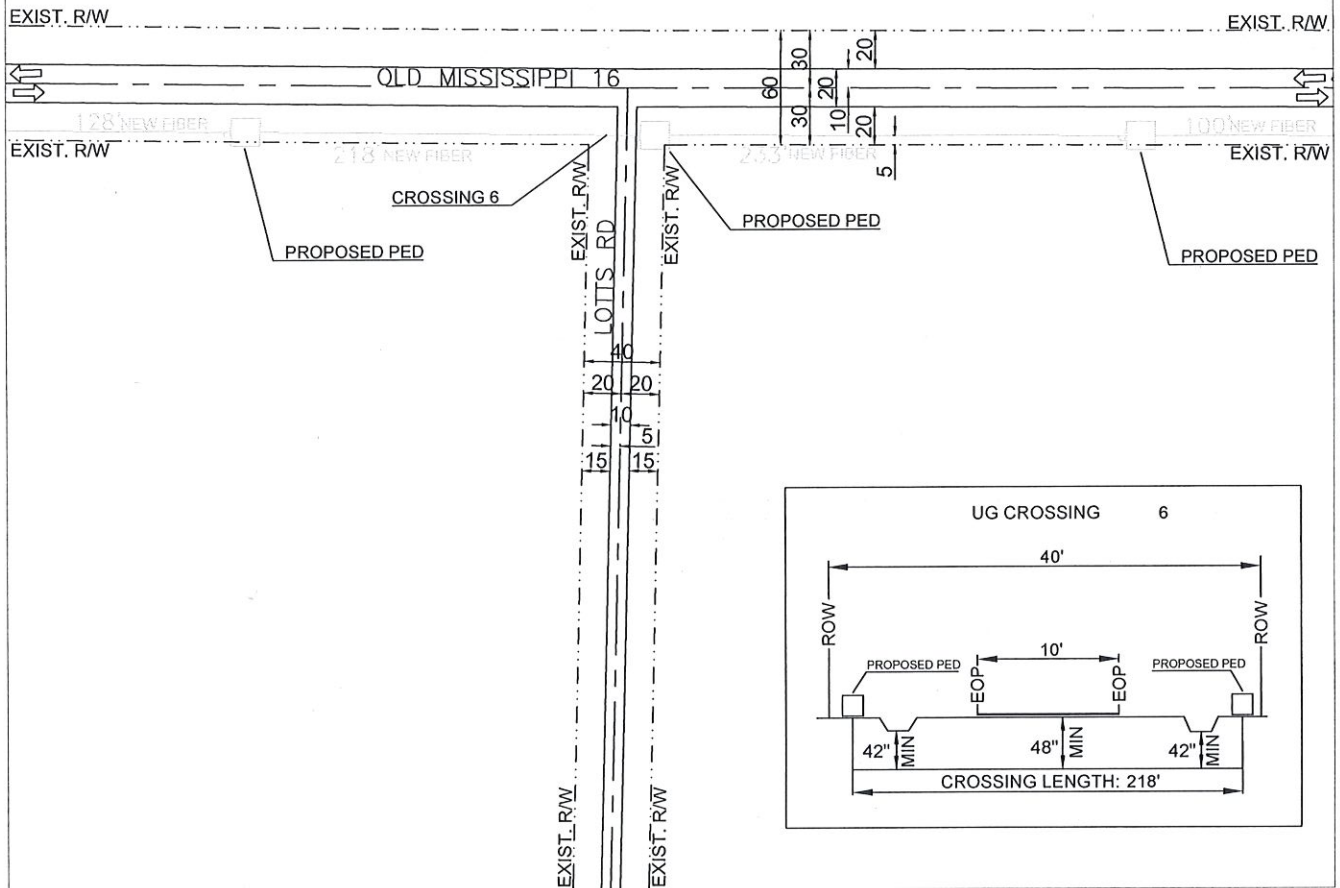 EXIST. R/W
EXIST. R/W
OLD MISSISSIPPI 16
60
30
30
20
10
20
20
5
128' NEW FIBER
100' NEW FIBER
EXIST. R/W
218' NEW FIBER
233' NEW FIBER
EXIST. R/W
CROSSING 6
EXIST. R/W
EXIST. R/W
PROPOSED PED
PROPOSED PED
PROPOSED PED
LOTTS RD
40
20
20
10
5
15
15
EXIST. R/W
EXIST. R/W
UG CROSSING 6
40'
ROW
ROW
10'
PROPOSED PED
PROPOSED PED
EOP
EOP
42" MIN
48" MIN
42" MIN
CROSSING LENGTH: 218'